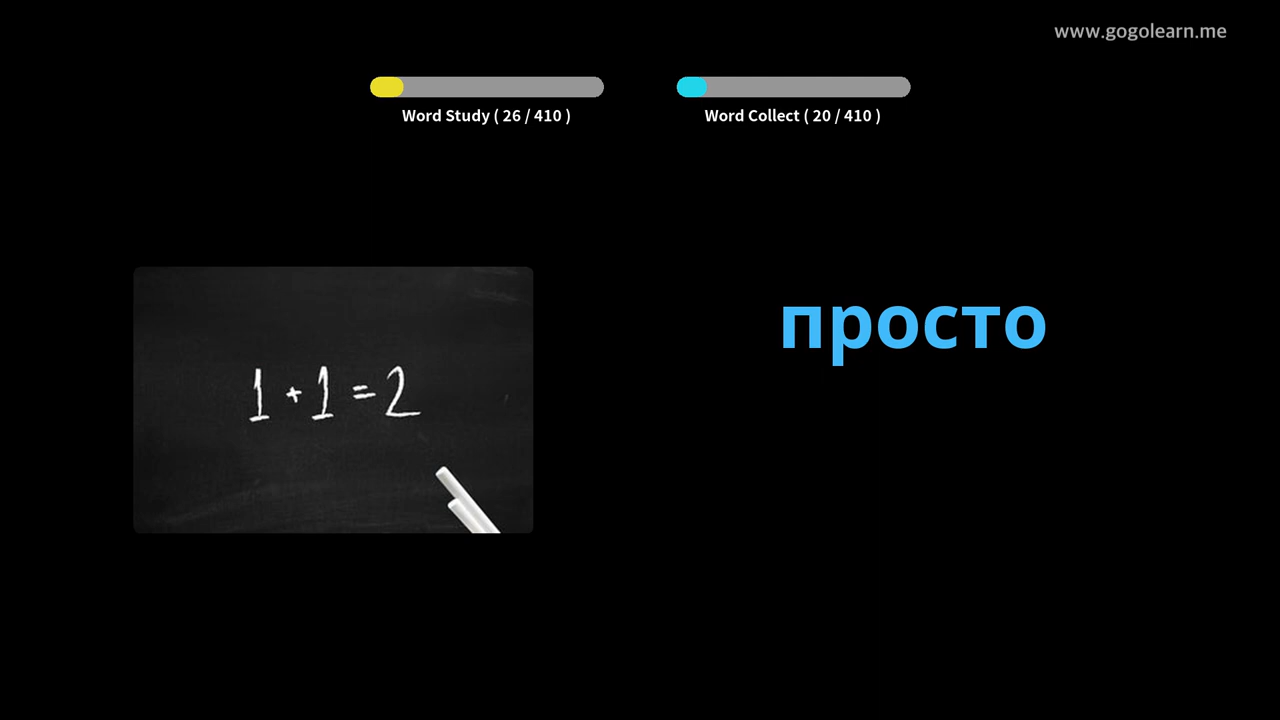 www.gogolearn.me
Word Study ( 26 / 410 )
Word Collect ( 20 / 410 )
1 + 1 = 2
просто